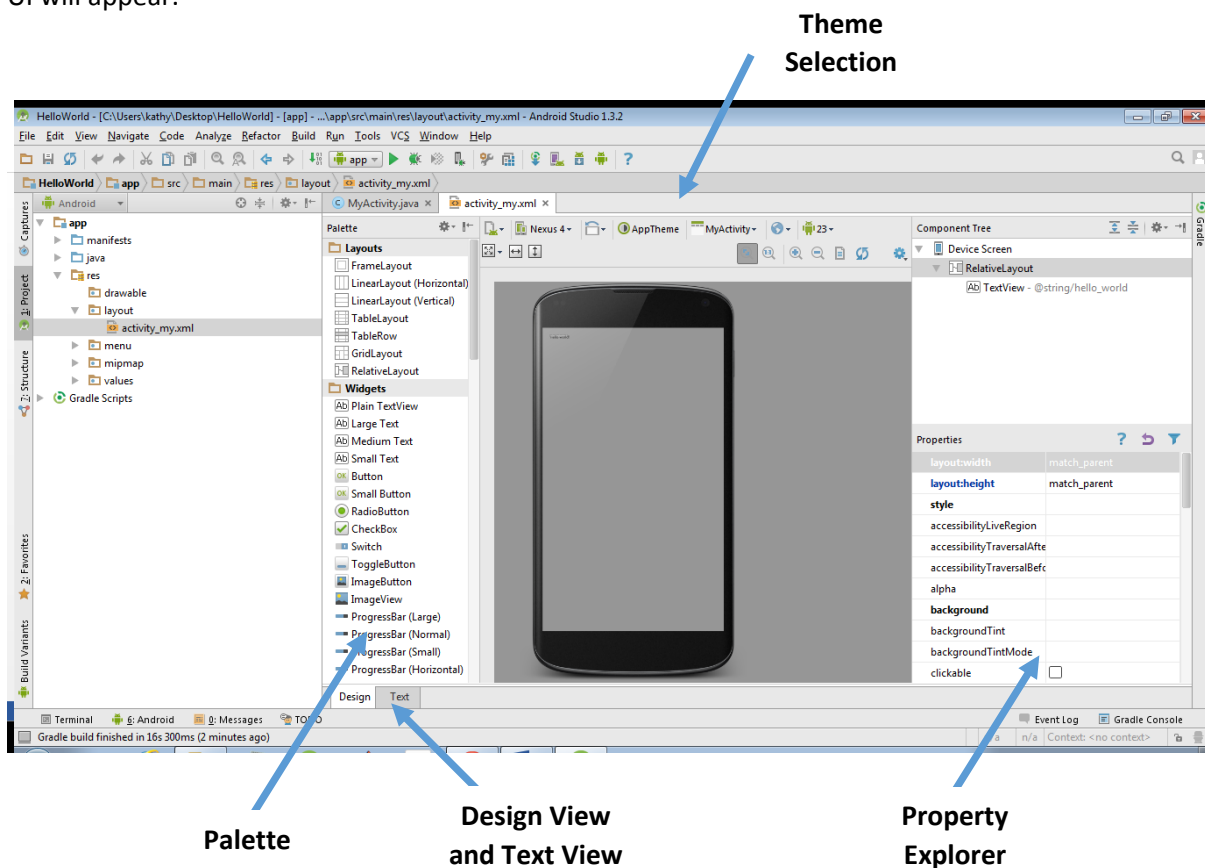 UI will appear.
Theme
Selection
HelloWorld - [C:\Users\kathy\Desktop\HelloWorld] - [app] - ...\app\src\main\res\layout\activity_my.xml - Android Studio 1.3.2
File Edit View Navigate Code Analyze Refactor Build Run Tools VCS Window Help
app
HelloWorld app src main res layout activity_my.xml
Captures
1: Project
7: Structure
2: Favorites
Build Variants
Android
app
manifests
java
res
drawable
layout
activity_my.xml
menu
mipmap
values
Gradle Scripts
MyActivity.java activity_my.xml
Palette
Layouts
FrameLayout
LinearLayout (Horizontal)
LinearLayout (Vertical)
TableLayout
TableRow
GridLayout
RelativeLayout
Widgets
Plain TextView
Large Text
Medium Text
Small Text
Button
Small Button
RadioButton
CheckBox
Switch
ToggleButton
ImageButton
ImageView
ProgressBar (Large)
ProgressBar (Normal)
ProgressBar (Small)
ProgressBar (Horizontal)
Nexus 4 AppTheme MyActivity 23
Component Tree
Device Screen
RelativeLayout
Ab TextView - @string/hello_world
Gradle
Properties
layout:width match_parent
layout:height match_parent
style
accessibilityLiveRegion
accessibilityTraversalAfte
accessibilityTraversalBefo
alpha
background
backgroundTint
backgroundTintMode
clickable
Design Text
Terminal 6: Android 0: Messages TODO Event Log Gradle Console
Gradle build finished in 16s 300ms (2 minutes ago) n/a Context: <no context>
Palette
Design View
and Text View
Property
Explorer